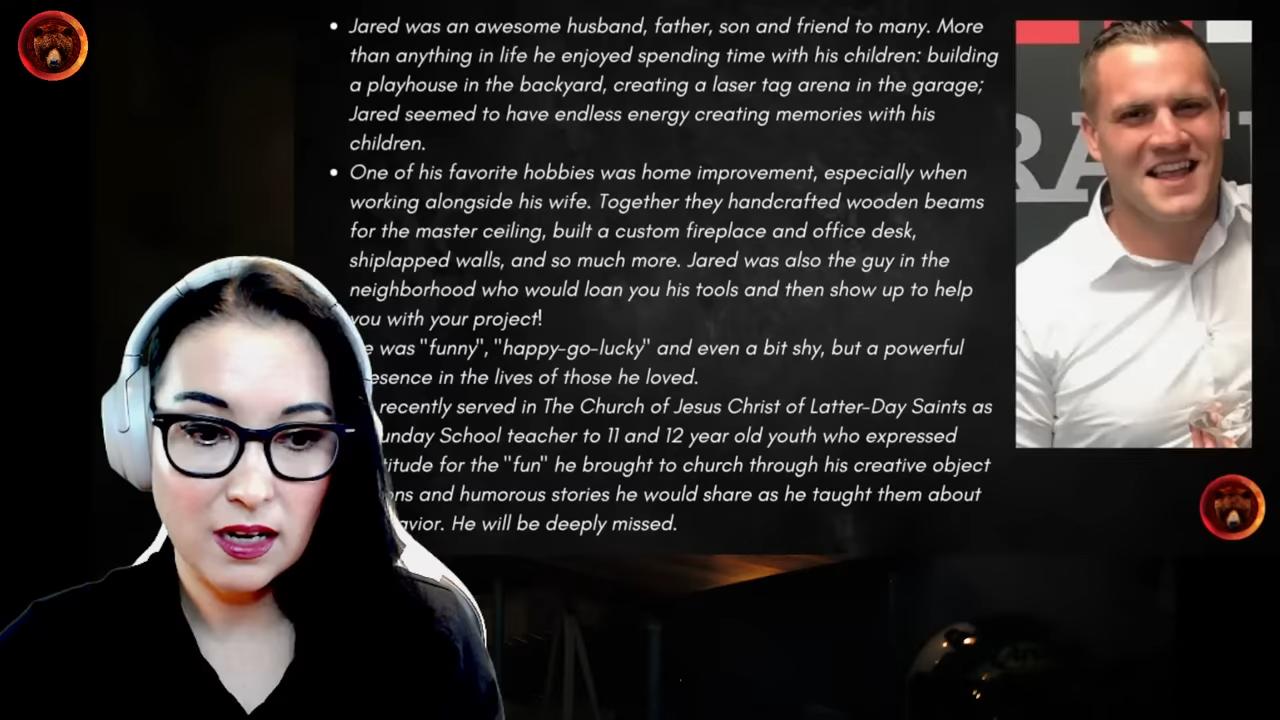 Jared was an awesome husband, father, son and friend to many. More
than anything in life he enjoyed spending time with his children: building
a playhouse in the backyard, creating a laser tag arena in the garage;
Jared seemed to have endless energy creating memories with his
children.
One of his favorite hobbies was home improvement, especially when
working alongside his wife. Together they handcrafted wooden beams
for the master ceiling, built a custom fireplace and office desk,
shiplapped walls, and so much more. Jared was also the guy in the
neighborhood who would loan you his tools and then show up to help
you with your project!
was "funny", "happy-go-lucky" and even a bit shy, but a powerful
in the lives of those he loved.
recently served in The Church of Jesus Christ of Latter-Day Saints as
School teacher to 11 and 12 year old youth who expressed
for the "fun" he brought to church through his creative object
and humorous stories he would share as he taught them about
He will be deeply missed.